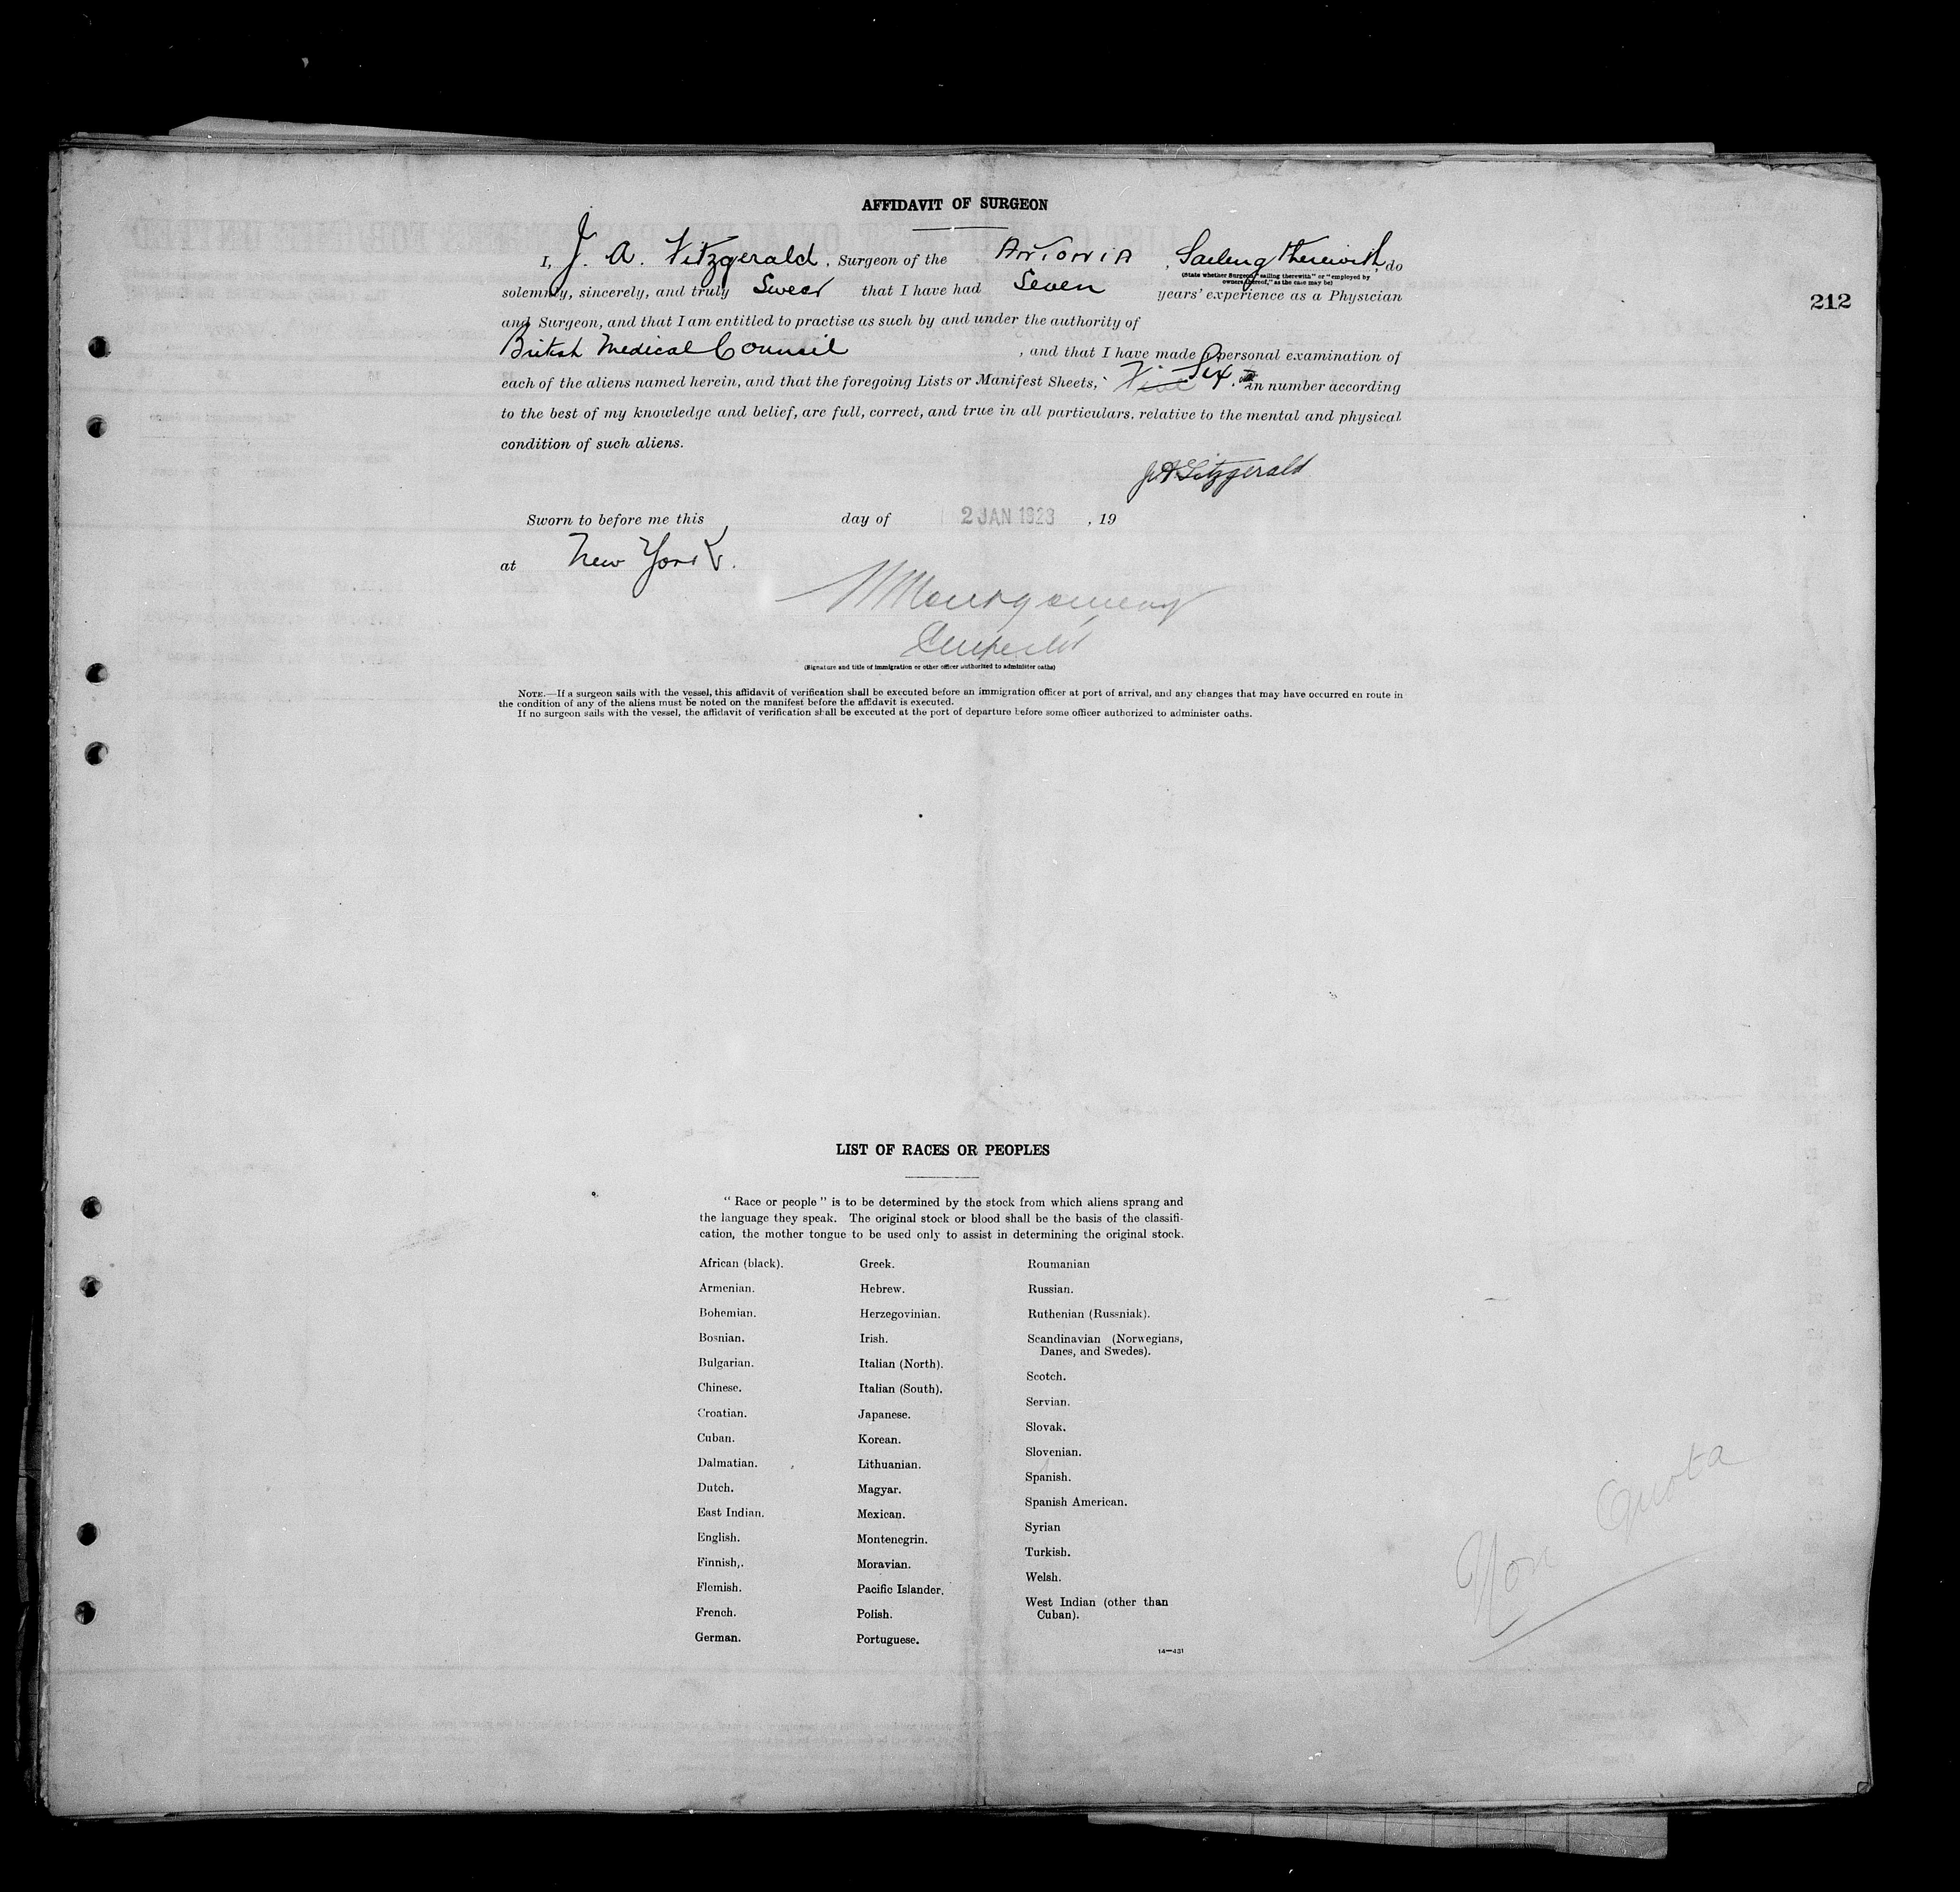 AFFIDAVIT OF SURGEON
I, J. A. Fitzgerald, Surgeon of the ANTONIA, Sailing therewith, do
(State whether Surgeon "sailing therewith" or "employed by
owners thereof," as the case may be)
solemnly, sincerely, and truly Swear that I have had Seven years' experience as a Physician
212
and Surgeon, and that I am entitled to practise as such by and under the authority of
British Medical Council, and that I have made a personal examination of
each of the aliens named herein, and that the foregoing Lists or Manifest Sheets, Five Six. in number according
to the best of my knowledge and belief, are full, correct, and true in all particulars, relative to the mental and physical
condition of such aliens.
J A Fitzgerald
Sworn to before me this day of 2 JAN 1923, 19
at New York.
Montgomery
(Signature and title of immigration or other officer authorized to administer oaths)
NOTE.—If a surgeon sails with the vessel, this affidavit of verification shall be executed before an immigration officer at port of arrival, and any changes that may have occurred en route in
the condition of any of the aliens must be noted on the manifest before the affidavit is executed.
If no surgeon sails with the vessel, the affidavit of verification shall be executed at the port of departure before some officer authorized to administer oaths.
LIST OF RACES OR PEOPLES
"Race or people" is to be determined by the stock from which aliens sprang and
the language they speak. The original stock or blood shall be the basis of the classifi-
cation, the mother tongue to be used only to assist in determining the original stock.
African (black).
Armenian.
Bohemian.
Bosnian.
Bulgarian.
Chinese.
Croatian.
Cuban.
Dalmatian.
Dutch.
East Indian.
English.
Finnish,.
Flemish.
French.
German.
Greek.
Hebrew.
Herzegovinian.
Irish.
Italian (North).
Italian (South).
Japanese.
Korean.
Lithuanian.
Magyar.
Mexican.
Montenegrin.
Moravian.
Pacific Islander.
Polish.
Portuguese.
Roumanian
Russian.
Ruthenian (Russniak).
Scandinavian (Norwegians,
Danes, and Swedes).
Scotch.
Servian.
Slovak.
Slovenian.
Spanish.
Spanish American.
Syrian
Turkish.
Welsh.
West Indian (other than
Cuban).
14—431
Non Quota